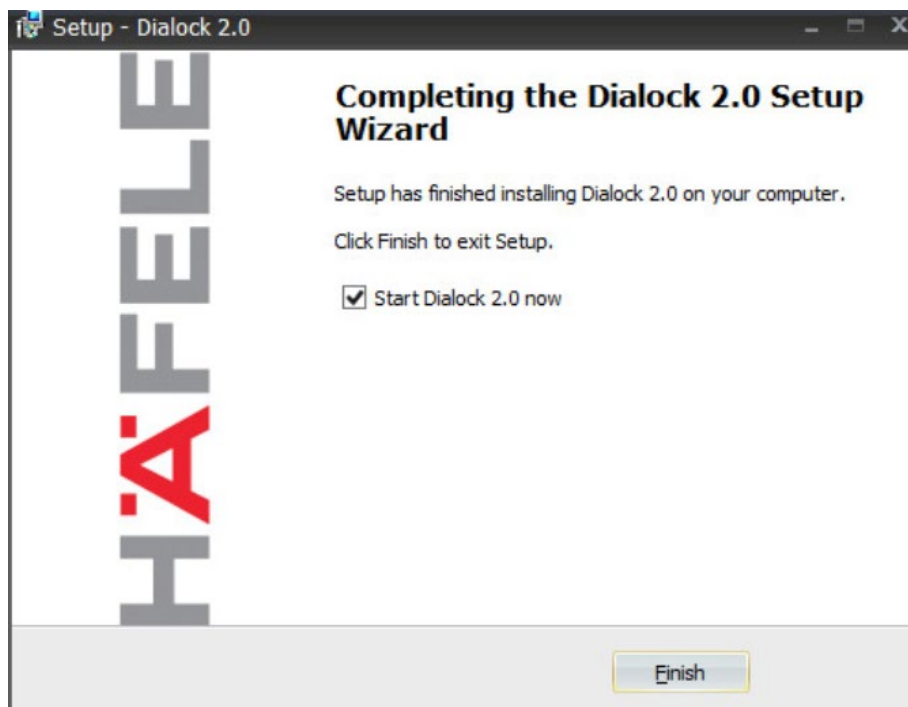 Setup - Dialock 2.0
HÄFELE
Completing the Dialock 2.0 Setup
Wizard
Setup has finished installing Dialock 2.0 on your computer.
Click Finish to exit Setup.
Start Dialock 2.0 now
Finish